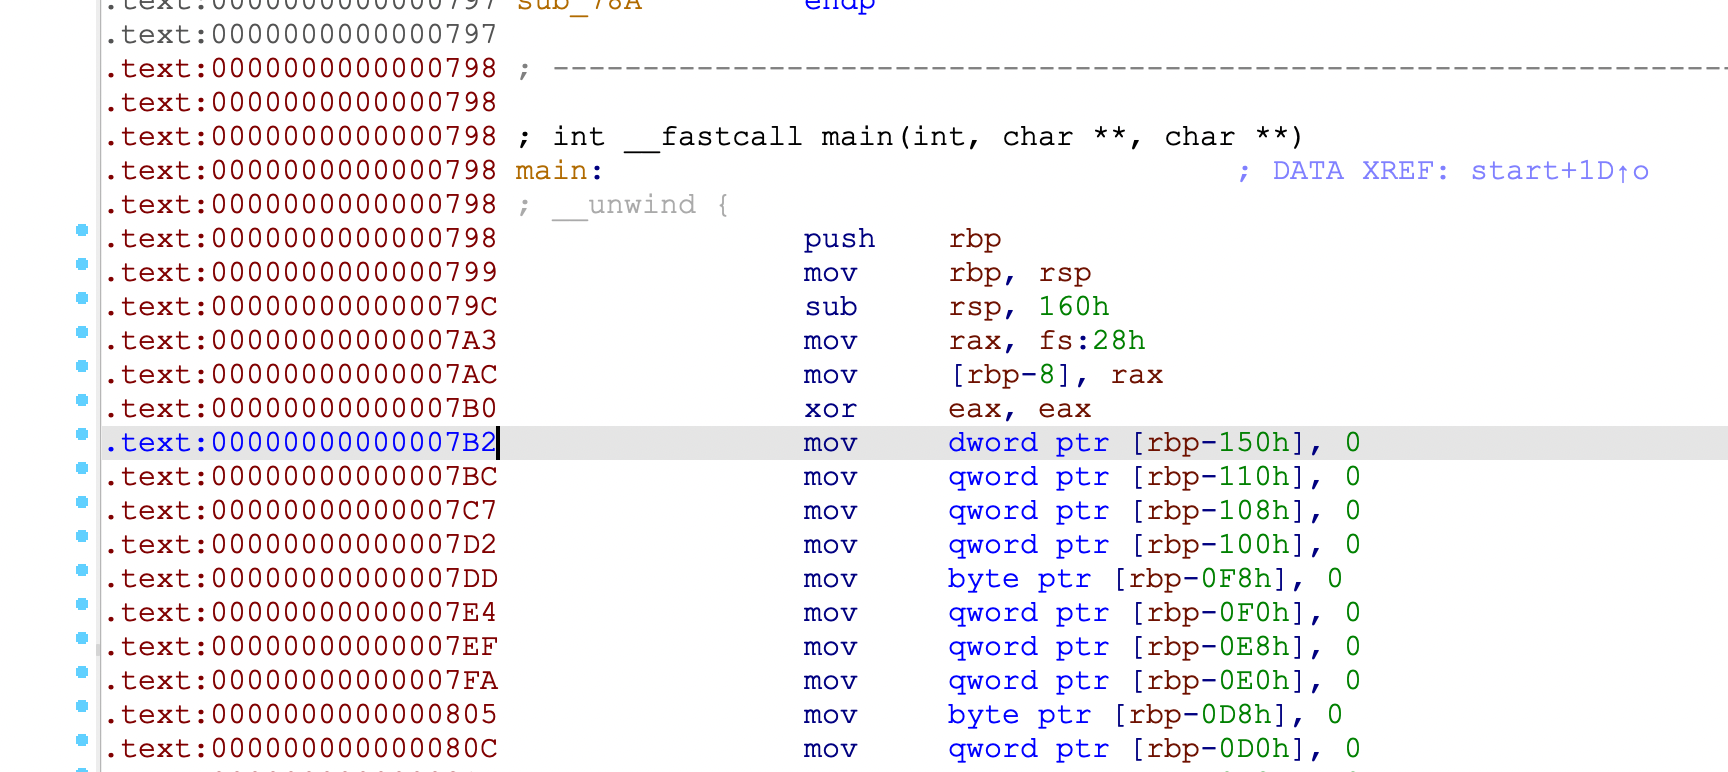 .text:0000000000000797 sub_78A endp
.text:0000000000000797
.text:0000000000000798 ; -----------------------------------------------------------------
.text:0000000000000798
.text:0000000000000798 ; int __fastcall main(int, char **, char **)
.text:0000000000000798 main: ; DATA XREF: start+1D↑o
.text:0000000000000798 ; __unwind {
.text:0000000000000798 push rbp
.text:0000000000000799 mov rbp, rsp
.text:000000000000079C sub rsp, 160h
.text:00000000000007A3 mov rax, fs:28h
.text:00000000000007AC mov [rbp-8], rax
.text:00000000000007B0 xor eax, eax
.text:00000000000007B2 mov dword ptr [rbp-150h], 0
.text:00000000000007BC mov qword ptr [rbp-110h], 0
.text:00000000000007C7 mov qword ptr [rbp-108h], 0
.text:00000000000007D2 mov qword ptr [rbp-100h], 0
.text:00000000000007DD mov byte ptr [rbp-0F8h], 0
.text:00000000000007E4 mov qword ptr [rbp-0F0h], 0
.text:00000000000007EF mov qword ptr [rbp-0E8h], 0
.text:00000000000007FA mov qword ptr [rbp-0E0h], 0
.text:0000000000000805 mov byte ptr [rbp-0D8h], 0
.text:000000000000080C mov qword ptr [rbp-0D0h], 0